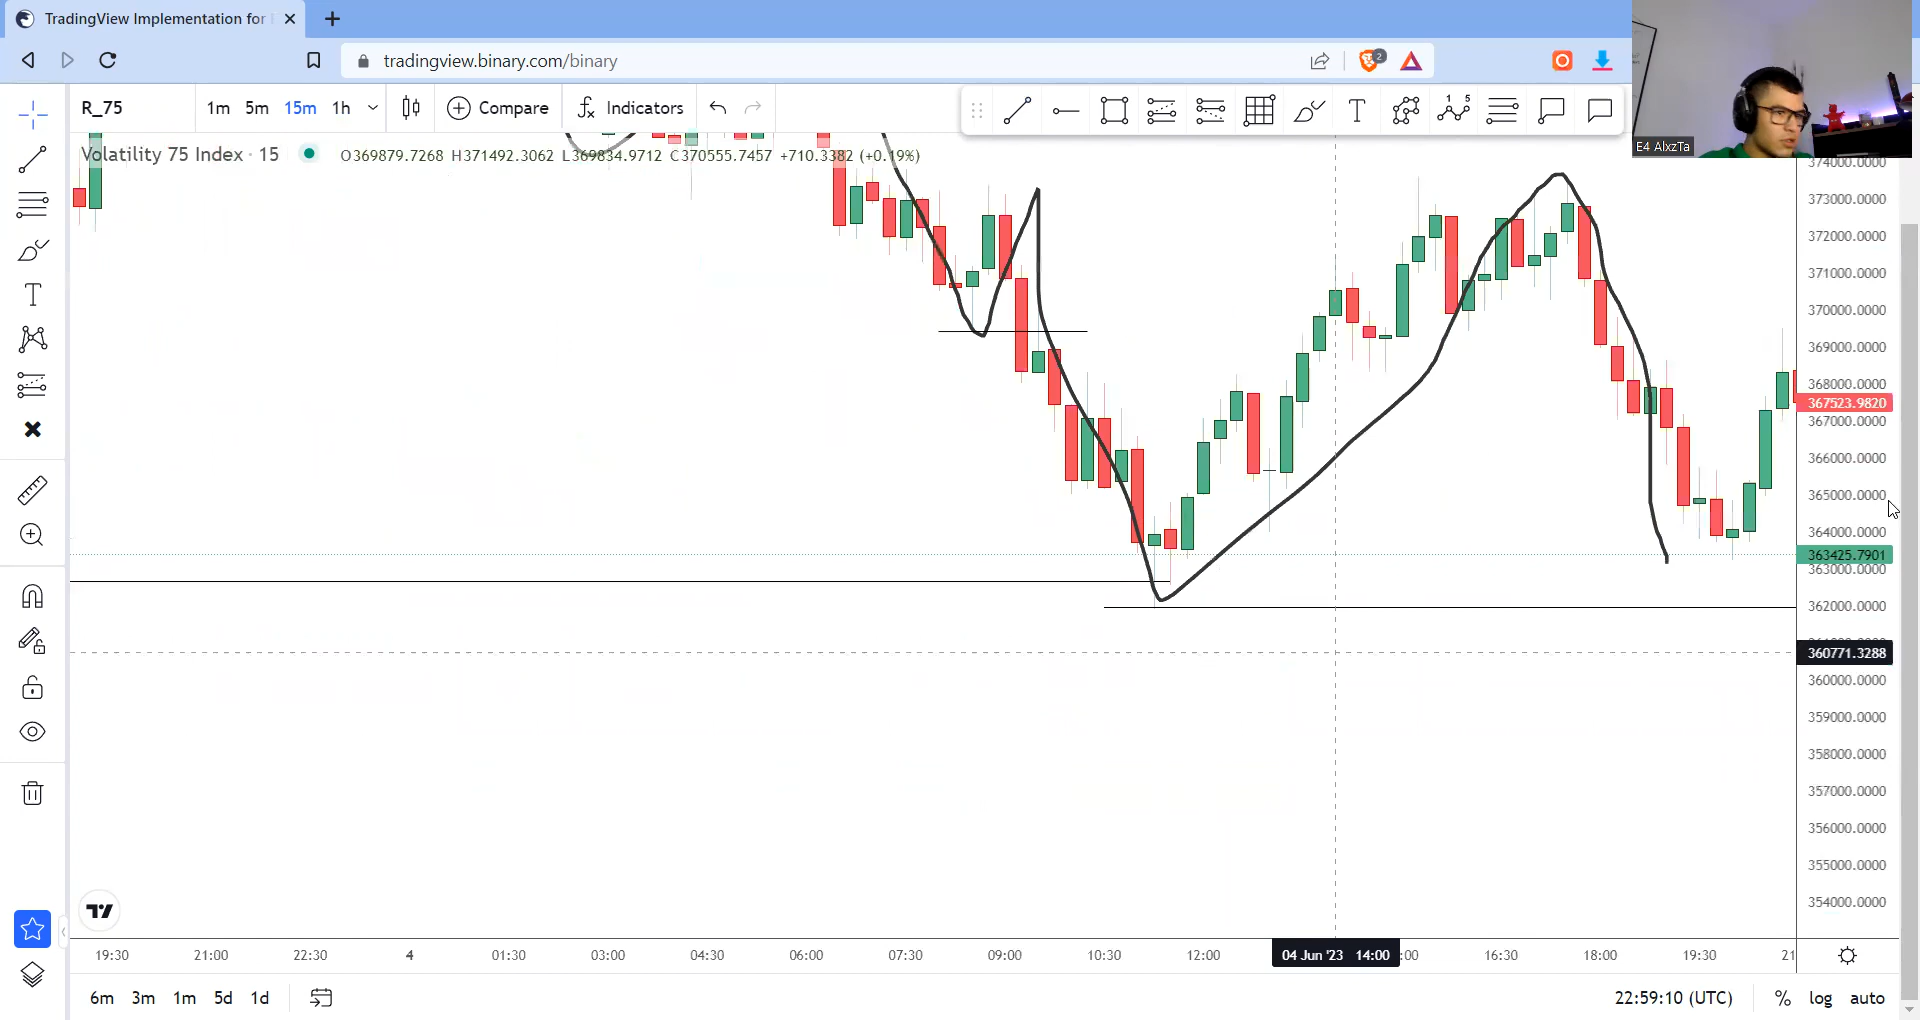 TradingView Implementation for
tradingview.binary.com/binary
2
E4 AlxzTa
R_75
1m 5m 15m 1h
Compare
Indicators
Volatility 75 Index · 15
O369879.7268 H371492.3062 L369834.9712 C370555.7457 +710.3382 (+0.19%)
374000.0000
373000.0000
372000.0000
371000.0000
370000.0000
369000.0000
368000.0000
367523.9820
367000.0000
366000.0000
365000.0000
364000.0000
363425.7901
363000.0000
362000.0000
360771.3288
360000.0000
359000.0000
358000.0000
357000.0000
356000.0000
355000.0000
354000.0000
19:30 21:00 22:30 4 01:30 03:00 04:30 06:00 07:30 09:00 10:30 12:00 04 Jun '23 14:00 :00 16:30 18:00 19:30 21
6m 3m 1m 5d 1d
22:59:10 (UTC) % log auto